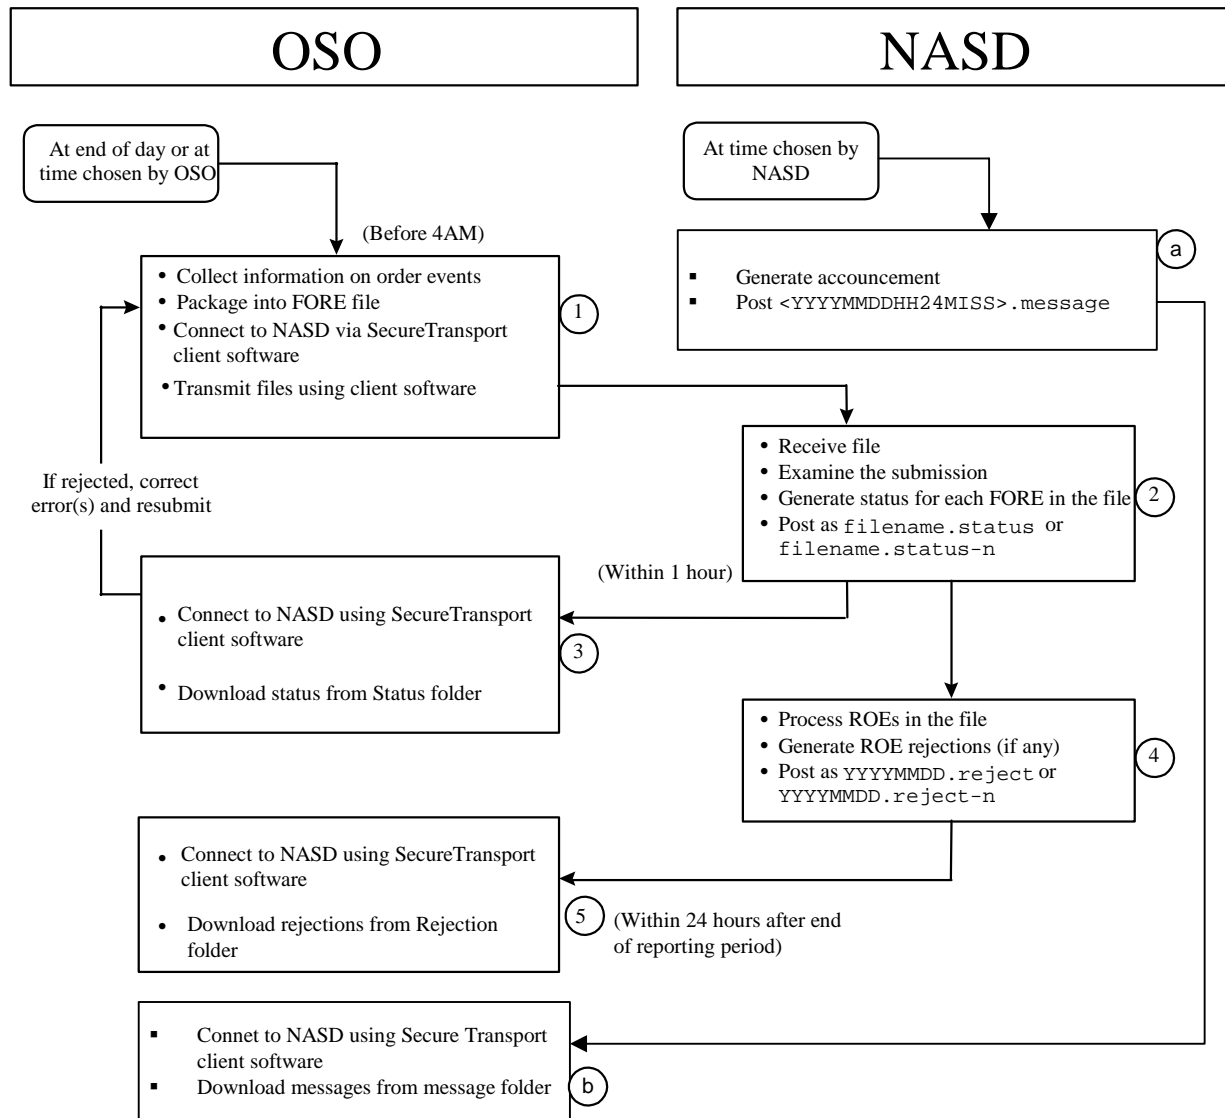 OSO
NASD
At end of day or at
time chosen by OSO
At time chosen by
NASD
(Before 4AM)
• Collect information on order events
• Package into FORE file
• Connect to NASD via SecureTransport
client software
• Transmit files using client software
1
▪ Generate accouncement
▪ Post <YYYYMMDDHH24MISS>.message
a
• Receive file
• Examine the submission
• Generate status for each FORE in the file
• Post as filename.status or
filename.status-n
2
If rejected, correct
error(s) and resubmit
(Within 1 hour)
• Connect to NASD using SecureTransport
client software
• Download status from Status folder
3
• Process ROEs in the file
• Generate ROE rejections (if any)
• Post as YYYYMMDD.reject or
YYYYMMDD.reject-n
4
• Connect to NASD using SecureTransport
client software
• Download rejections from Rejection
folder
5
(Within 24 hours after end
of reporting period)
▪ Connet to NASD using Secure Transport
client software
▪ Download messages from message folder
b